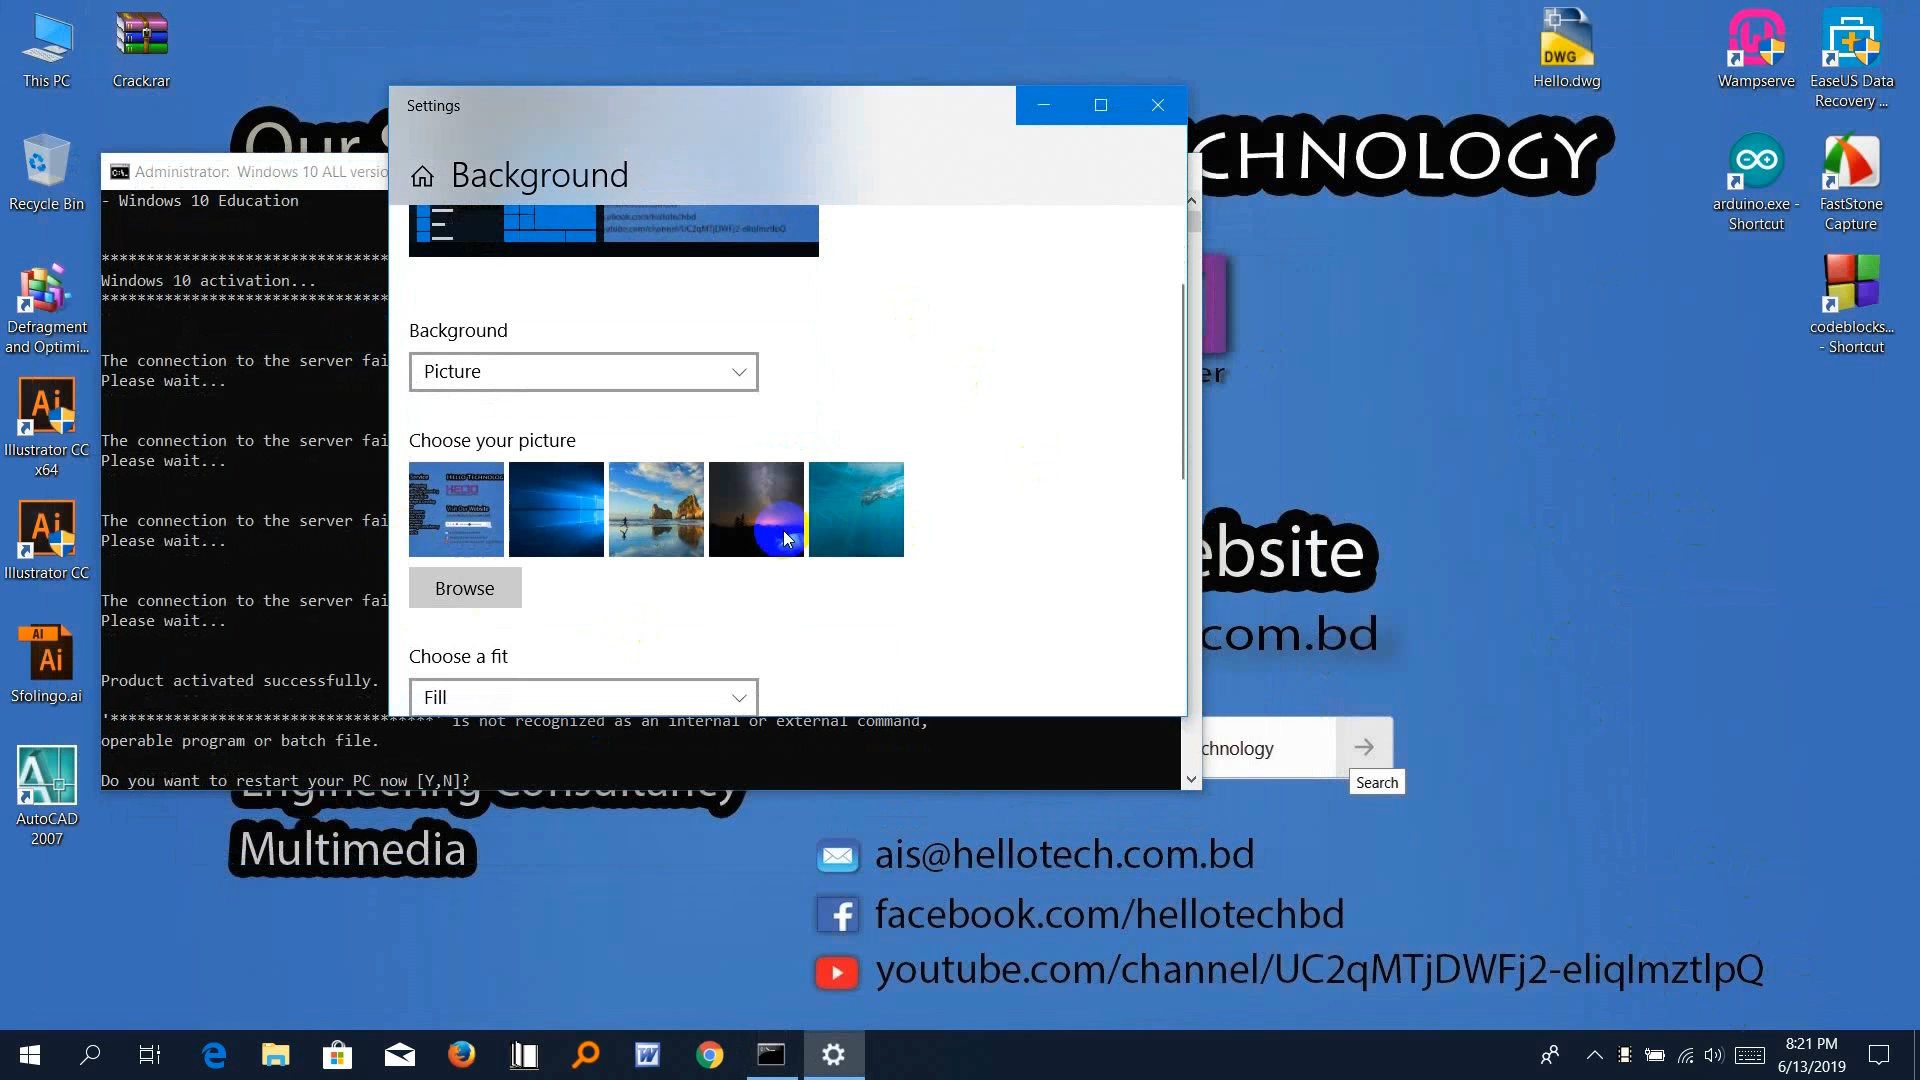 This PC
Crack.rar
Hello.dwg
Wampserve
EaseUS Data
Recovery ...
Recycle Bin
arduino.exe -
Shortcut
FastStone
Capture
Defragment
and Optimi...
codeblocks...
- Shortcut
Illustrator CC
x64
Illustrator CC
Sfolingo.ai
AutoCAD
2007
Our
CHNOLOGY
Administrator: Windows 10 ALL versio
- Windows 10 Education
***********************************
Windows 10 activation...
***********************************
The connection to the server fai
Please wait...
The connection to the server fai
Please wait...
The connection to the server fai
Please wait...
The connection to the server fai
Please wait...
Product activated successfully.
'************************************' is not recognized as an internal or external command,
operable program or batch file.
Do you want to restart your PC now [Y,N]?
Settings
Background
Background
Picture
Choose your picture
Browse
Choose a fit
Fill
er
ebsite
.com.bd
chnology
Search
Engineering Consultancy
Multimedia
ais@hellotech.com.bd
facebook.com/hellotechbd
youtube.com/channel/UC2qMTjDWFj2-eliqImztlpQ
8:21 PM
6/13/2019